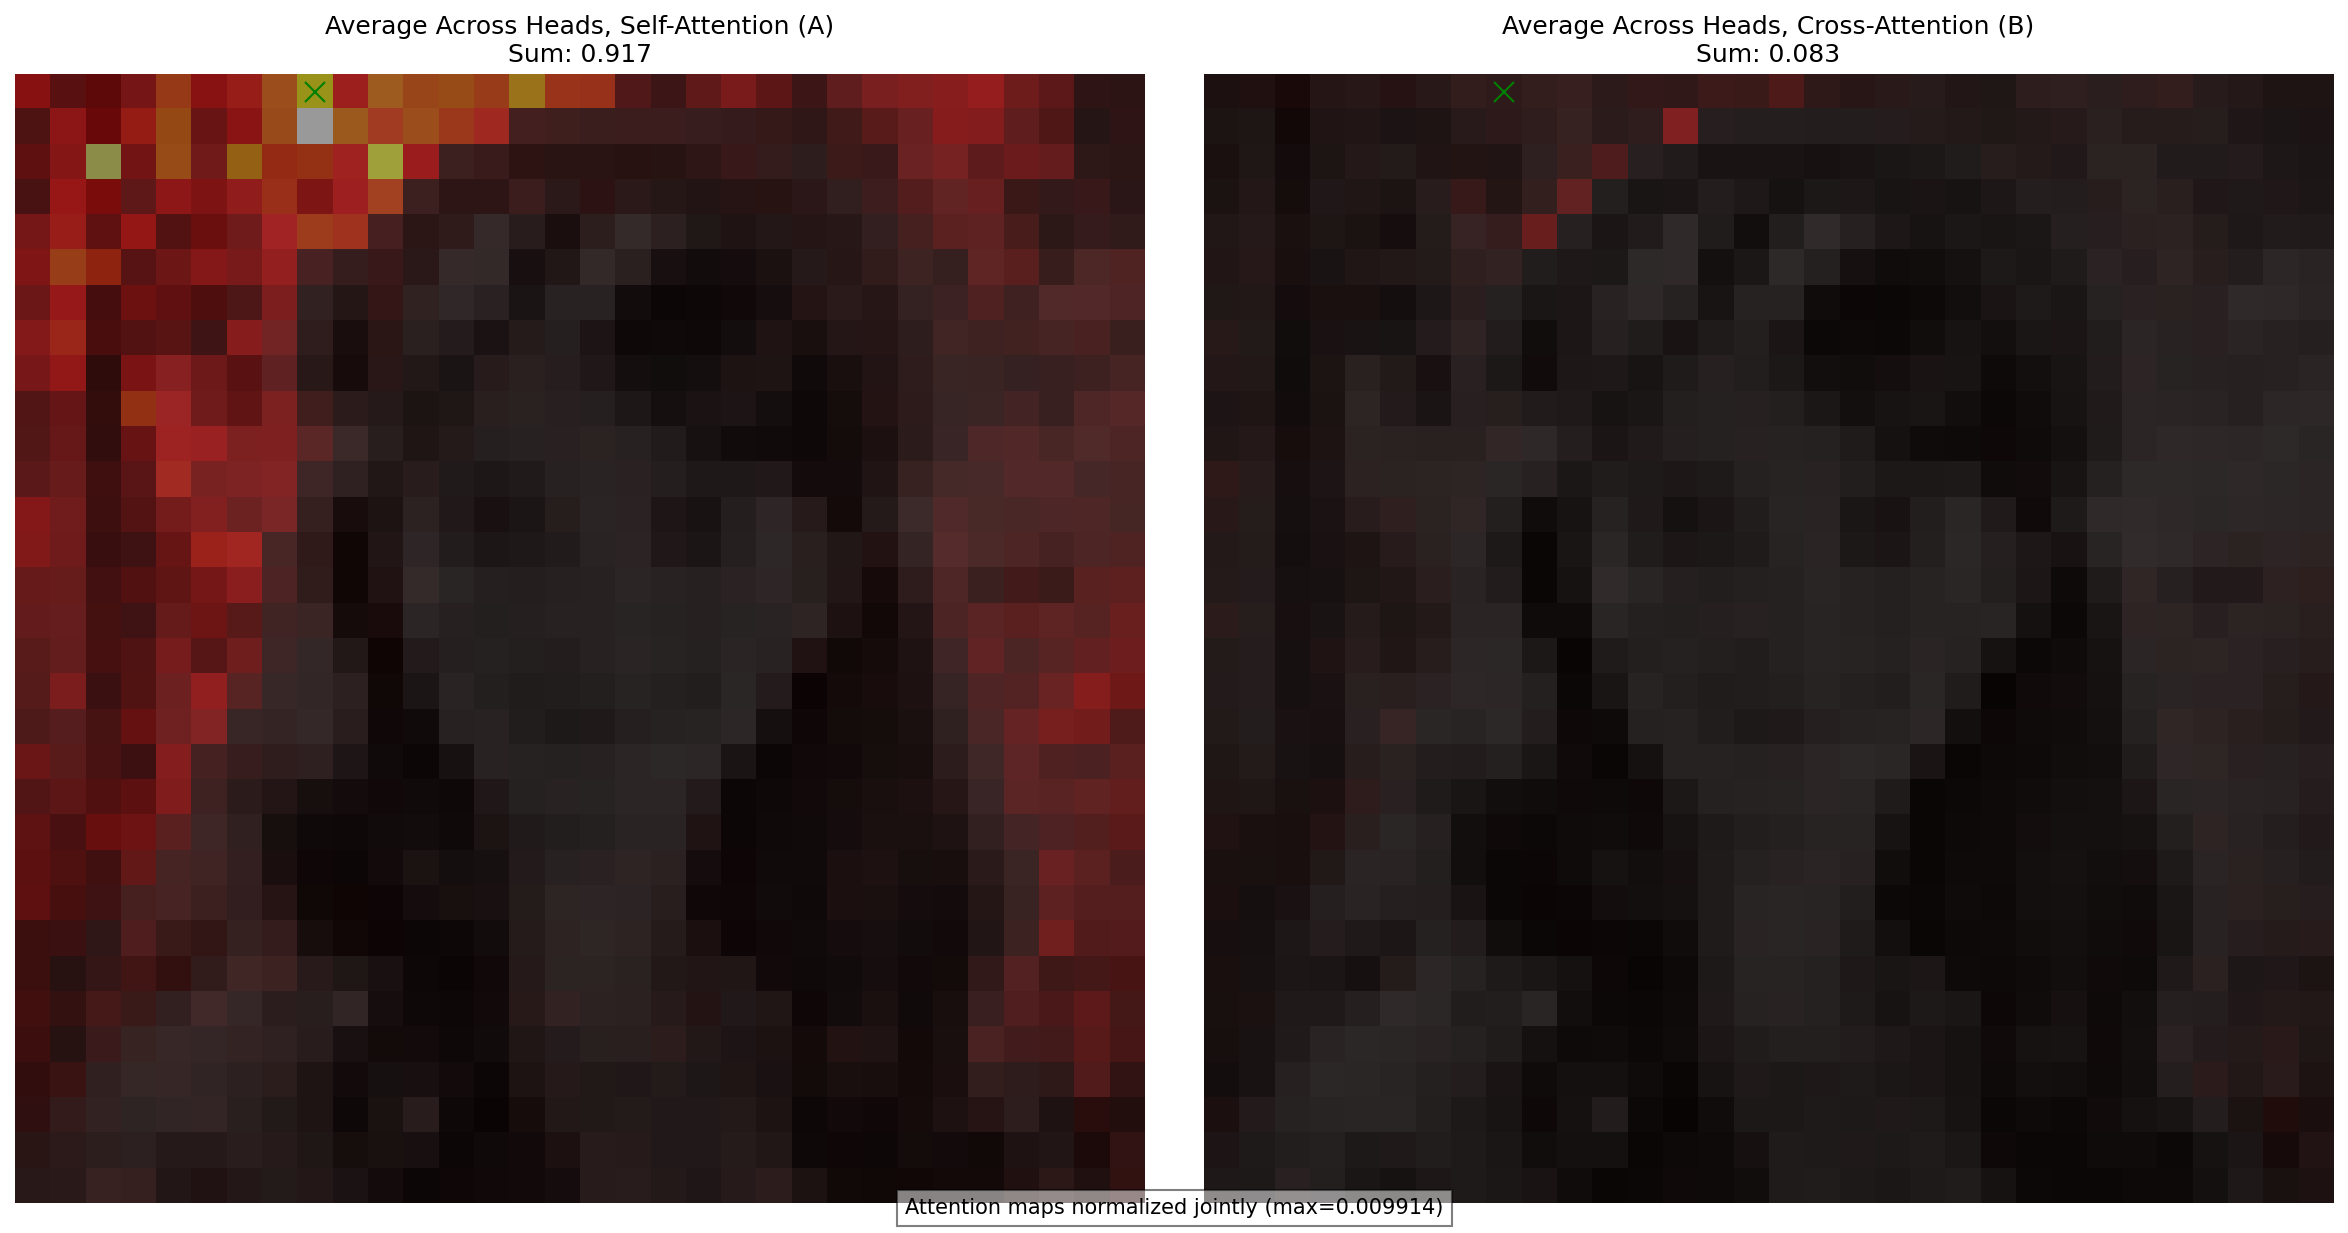 Average Across Heads, Self-Attention (A)
Sum: 0.917
Average Across Heads, Cross-Attention (B)
Sum: 0.083
Attention maps normalized jointly (max=0.009914)